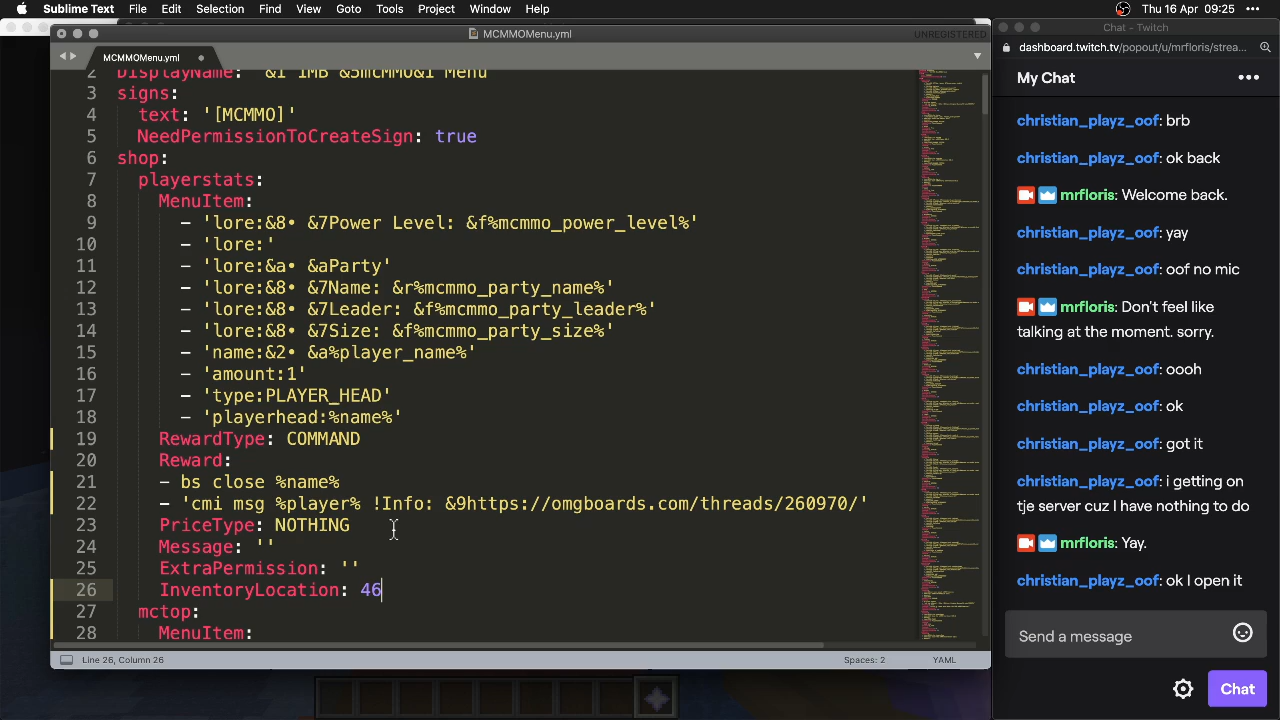 Sublime Text File Edit Selection Find View Goto Tools Project Window Help
Thu 16 Apr 09:25
MCMMOMenu.yml
UNREGISTERED
MCMMOMenu.yml
2 DisplayName: &1 1MB &5mcMMO&1 Menu
3 signs:
4 text: '[MCMMO]'
5 NeedPermissionToCreateSign: true
6 shop:
7 playerstats:
8 MenuItem:
9 - 'lore:&8• &7Power Level: &f%mcmmo_power_level%'
10 - 'lore:'
11 - 'lore:&a• &aParty'
12 - 'lore:&8• &7Name: &r%mcmmo_party_name%'
13 - 'lore:&8• &7Leader: &f%mcmmo_party_leader%'
14 - 'lore:&8• &7Size: &f%mcmmo_party_size%'
15 - 'name:&2• &a%player_name%'
16 - 'amount:1'
17 - 'type:PLAYER_HEAD'
18 - 'playerhead:%name%'
19 RewardType: COMMAND
20 Reward:
21 - bs close %name%
22 - 'cmi msg %player% !Info: &9https://omgboards.com/threads/260970/'
23 PriceType: NOTHING
24 Message: ''
25 ExtraPermission: ''
26 InventoryLocation: 46
27 mctop:
28 MenuItem:
Line 26, Column 26
Spaces: 2
YAML
Chat - Twitch
dashboard.twitch.tv/popout/u/mrfloris/strea...
My Chat
christian_playz_oof: brb
christian_playz_oof: ok im b
mrfloris: Welcome back.
christian_playz_oof: yay
christian_playz_oof: no mic
mrfloris: Don't feel like
talking at the moment. sorry.
christian_playz_oof: oooh
christian_playz_oof: ok
christian_playz_oof: got it
christian_playz_oof: i getting on
the server when im allowed to do
mrfloris: Yay.
christian_playz_oof: ok open it
Send a message
Chat